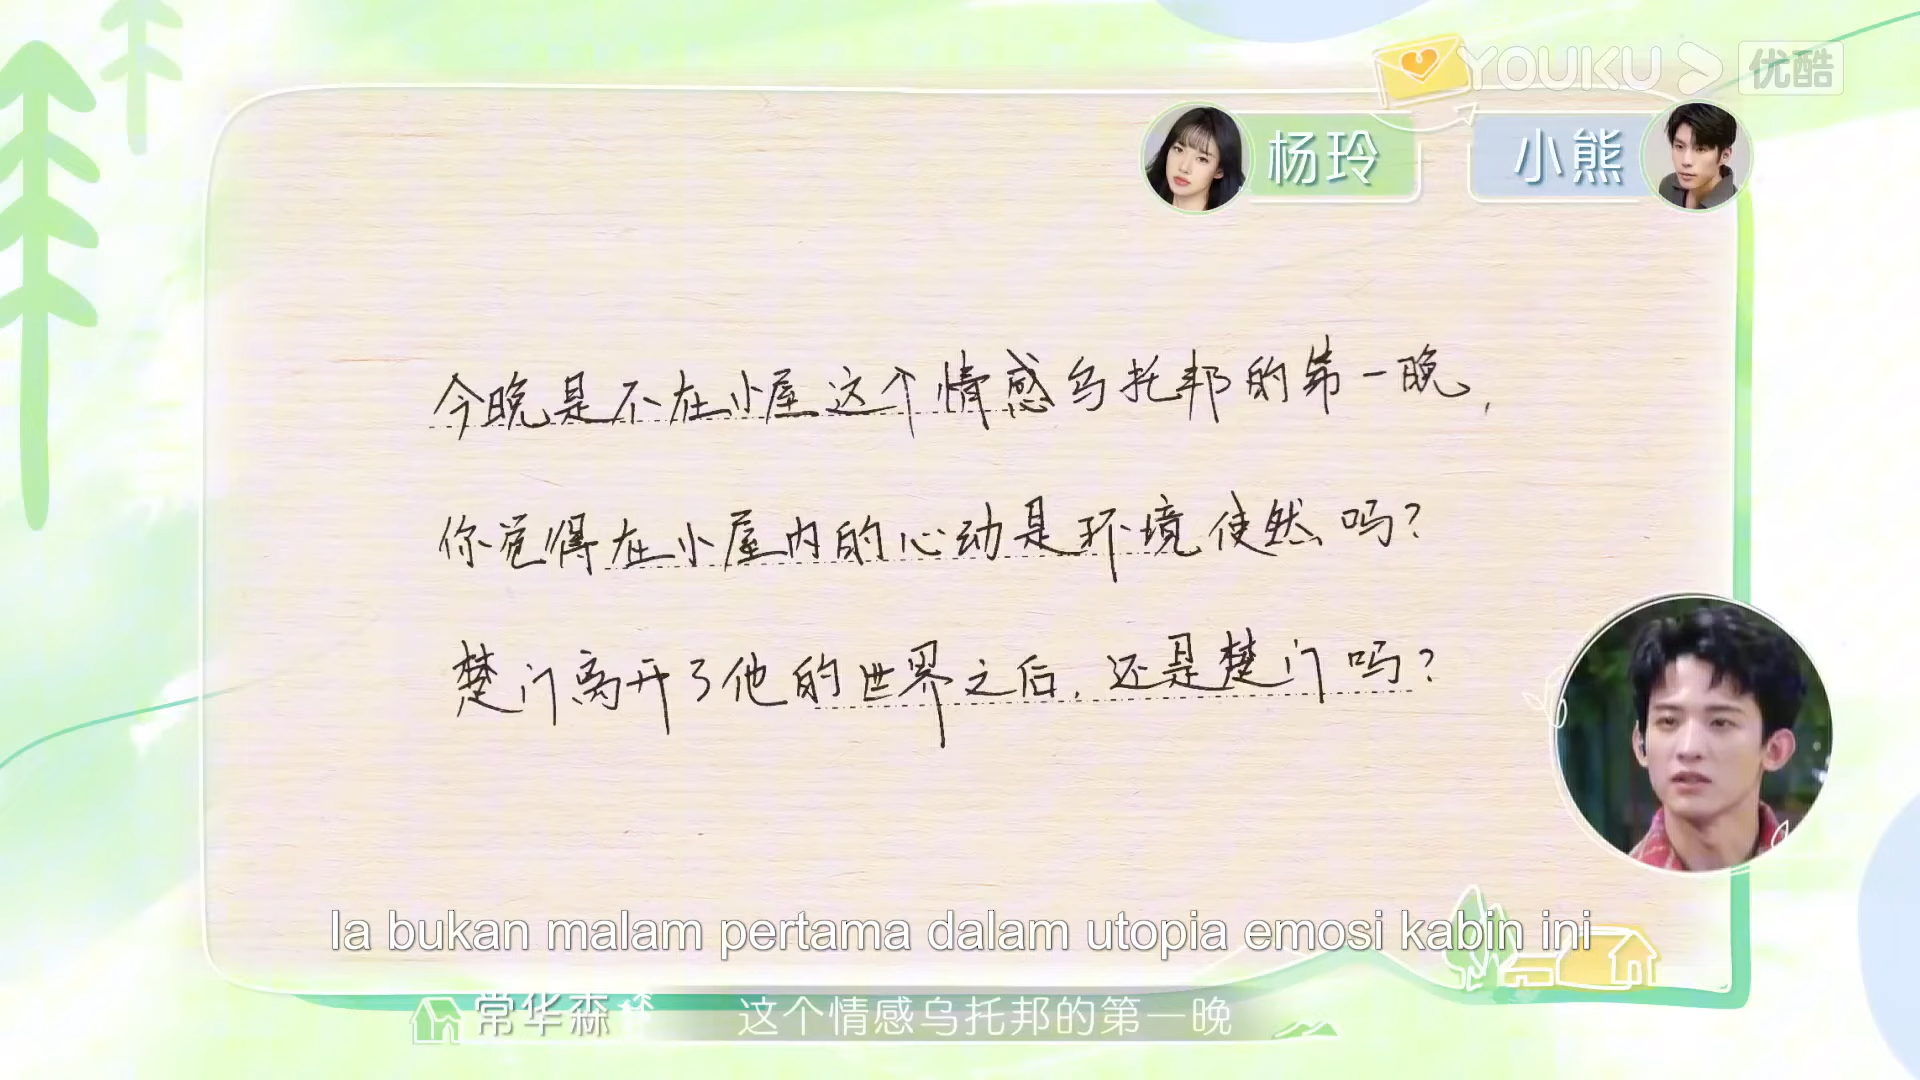 YOUKU 优酷
杨玲 小熊
今晚是不在小屋这个情感乌托邦的第一晚，
你觉得在小屋内的心动是环境使然吗？
楚门离开了他的世界之后，还是楚门吗？
Ia bukan malam pertama dalam utopia emosi kabin ini
常华森 这个情感乌托邦的第一晚